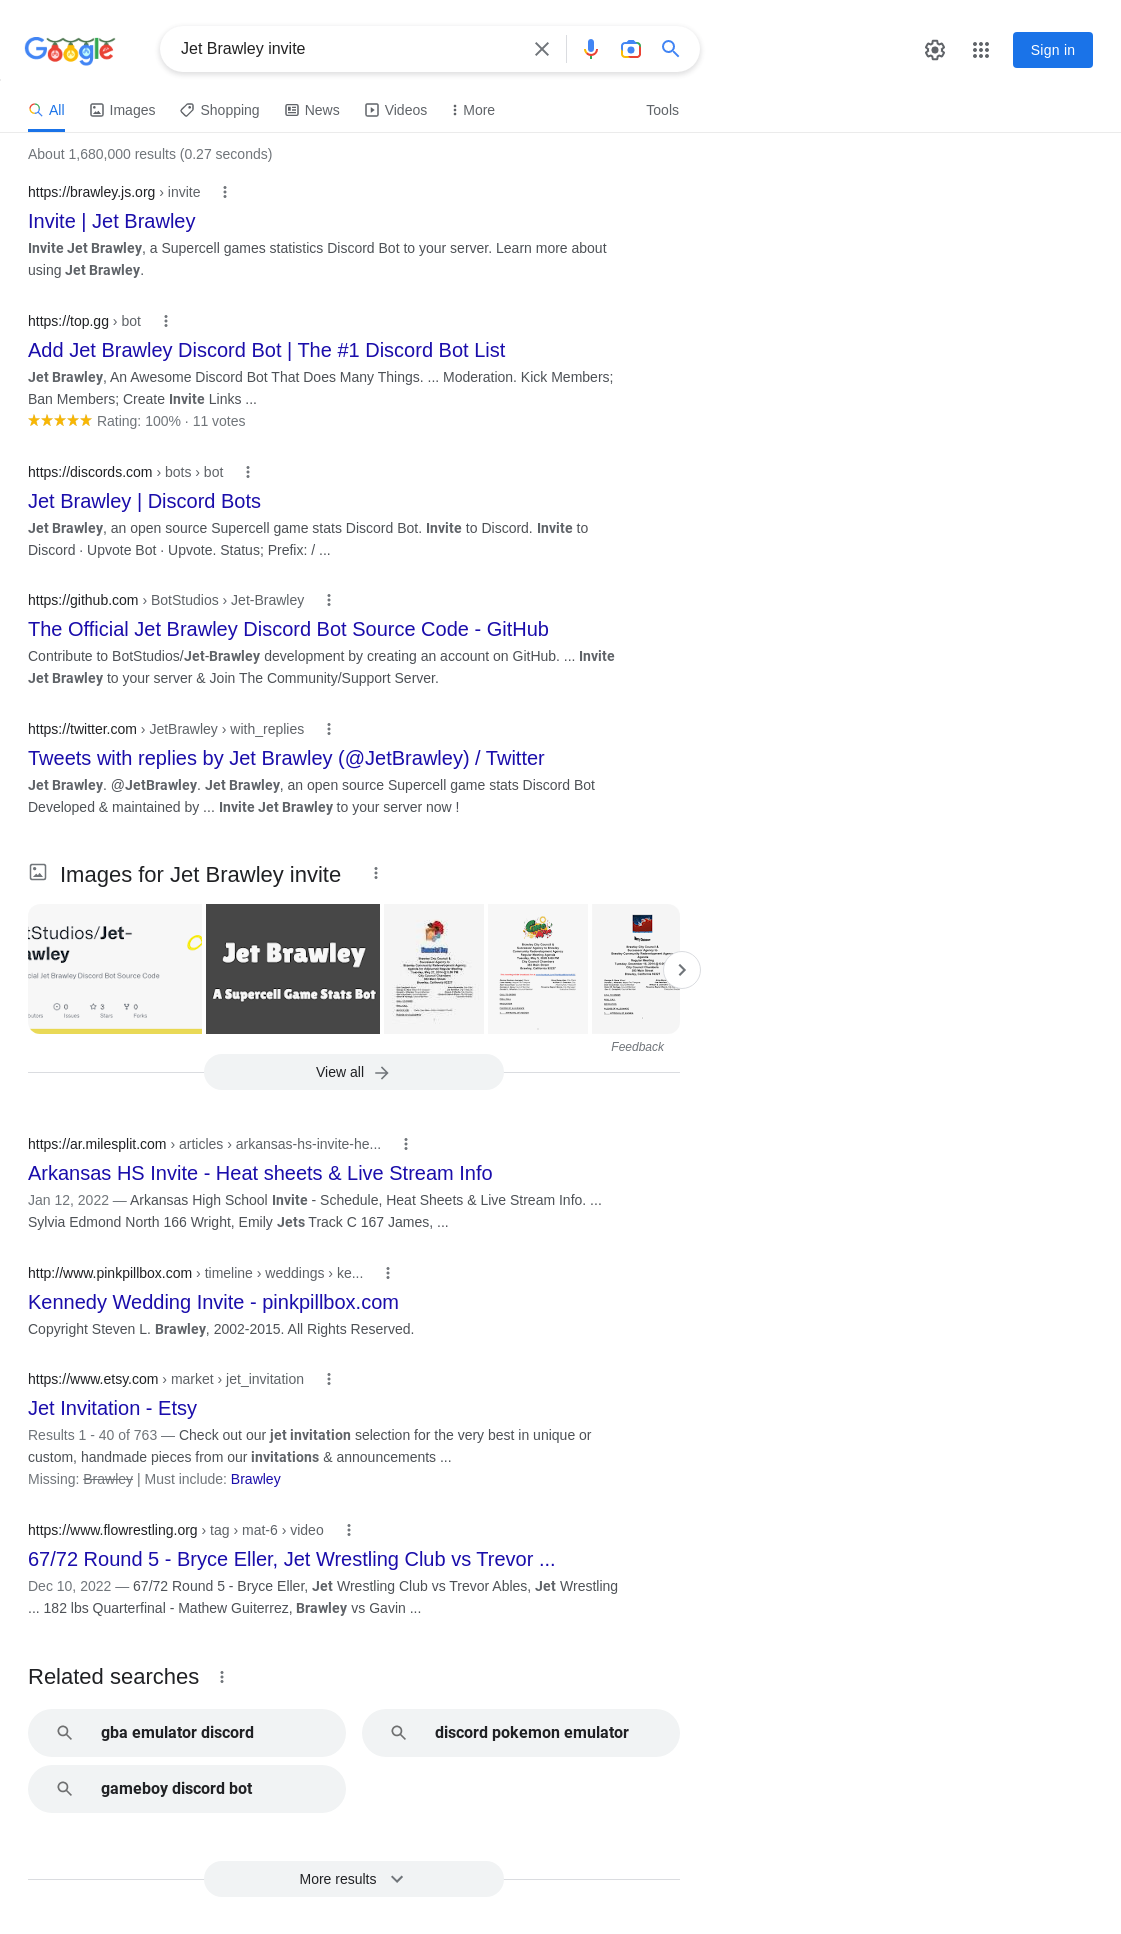 Google
Jet Brawley invite
Sign in
All
Images
Shopping
News
Videos
More
Tools
About 1,680,000 results (0.27 seconds)
https://brawley.js.org › invite
Invite | Jet Brawley
Invite Jet Brawley, a Supercell games statistics Discord Bot to your server. Learn more about
using Jet Brawley.
https://top.gg › bot
Add Jet Brawley Discord Bot | The #1 Discord Bot List
Jet Brawley, An Awesome Discord Bot That Does Many Things. ... Moderation. Kick Members;
Ban Members; Create Invite Links ...
Rating: 100% · 11 votes
https://discords.com › bots › bot
Jet Brawley | Discord Bots
Jet Brawley, an open source Supercell game stats Discord Bot. Invite to Discord. Invite to
Discord · Upvote Bot · Upvote. Status; Prefix: / ...
https://github.com › BotStudios › Jet-Brawley
The Official Jet Brawley Discord Bot Source Code - GitHub
Contribute to BotStudios/Jet-Brawley development by creating an account on GitHub. ... Invite
Jet Brawley to your server & Join The Community/Support Server.
https://twitter.com › JetBrawley › with_replies
Tweets with replies by Jet Brawley (@JetBrawley) / Twitter
Jet Brawley. @JetBrawley. Jet Brawley, an open source Supercell game stats Discord Bot
Developed & maintained by ... Invite Jet Brawley to your server now !
Images for Jet Brawley invite
tStudios/Jet-
wley
cial Jet Brawley Discord Bot Source Code
0 3 0
Issues Stars Forks
Jet Brawley
A Supercell Game Stats Bot
Memorial Day
Feedback
View all
https://ar.milesplit.com › articles › arkansas-hs-invite-he...
Arkansas HS Invite - Heat sheets & Live Stream Info
Jan 12, 2022 — Arkansas High School Invite - Schedule, Heat Sheets & Live Stream Info. ...
Sylvia Edmond North 166 Wright, Emily Jets Track C 167 James, ...
http://www.pinkpillbox.com › timeline › weddings › ke...
Kennedy Wedding Invite - pinkpillbox.com
Copyright Steven L. Brawley, 2002-2015. All Rights Reserved.
https://www.etsy.com › market › jet_invitation
Jet Invitation - Etsy
Results 1 - 40 of 763 — Check out our jet invitation selection for the very best in unique or
custom, handmade pieces from our invitations & announcements ...
Missing: Brawley | Must include: Brawley
https://www.flowrestling.org › tag › mat-6 › video
67/72 Round 5 - Bryce Eller, Jet Wrestling Club vs Trevor ...
Dec 10, 2022 — 67/72 Round 5 - Bryce Eller, Jet Wrestling Club vs Trevor Ables, Jet Wrestling
... 182 lbs Quarterfinal - Mathew Guiterrez, Brawley vs Gavin ...
Related searches
gba emulator discord
discord pokemon emulator
gameboy discord bot
More results